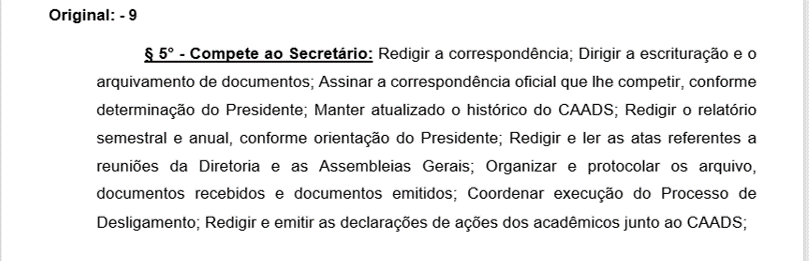 Original: - 9
§ 5° - Compete ao Secretário: Redigir a correspondência; Dirigir a escrituração e o
arquivamento de documentos; Assinar a correspondência oficial que lhe competir, conforme
determinação do Presidente; Manter atualizado o histórico do CAADS; Redigir o relatório
semestral e anual, conforme orientação do Presidente; Redigir e ler as atas referentes a
reuniões da Diretoria e as Assembleias Gerais; Organizar e protocolar os arquivo,
documentos recebidos e documentos emitidos; Coordenar execução do Processo de
Desligamento; Redigir e emitir as declarações de ações dos acadêmicos junto ao CAADS;